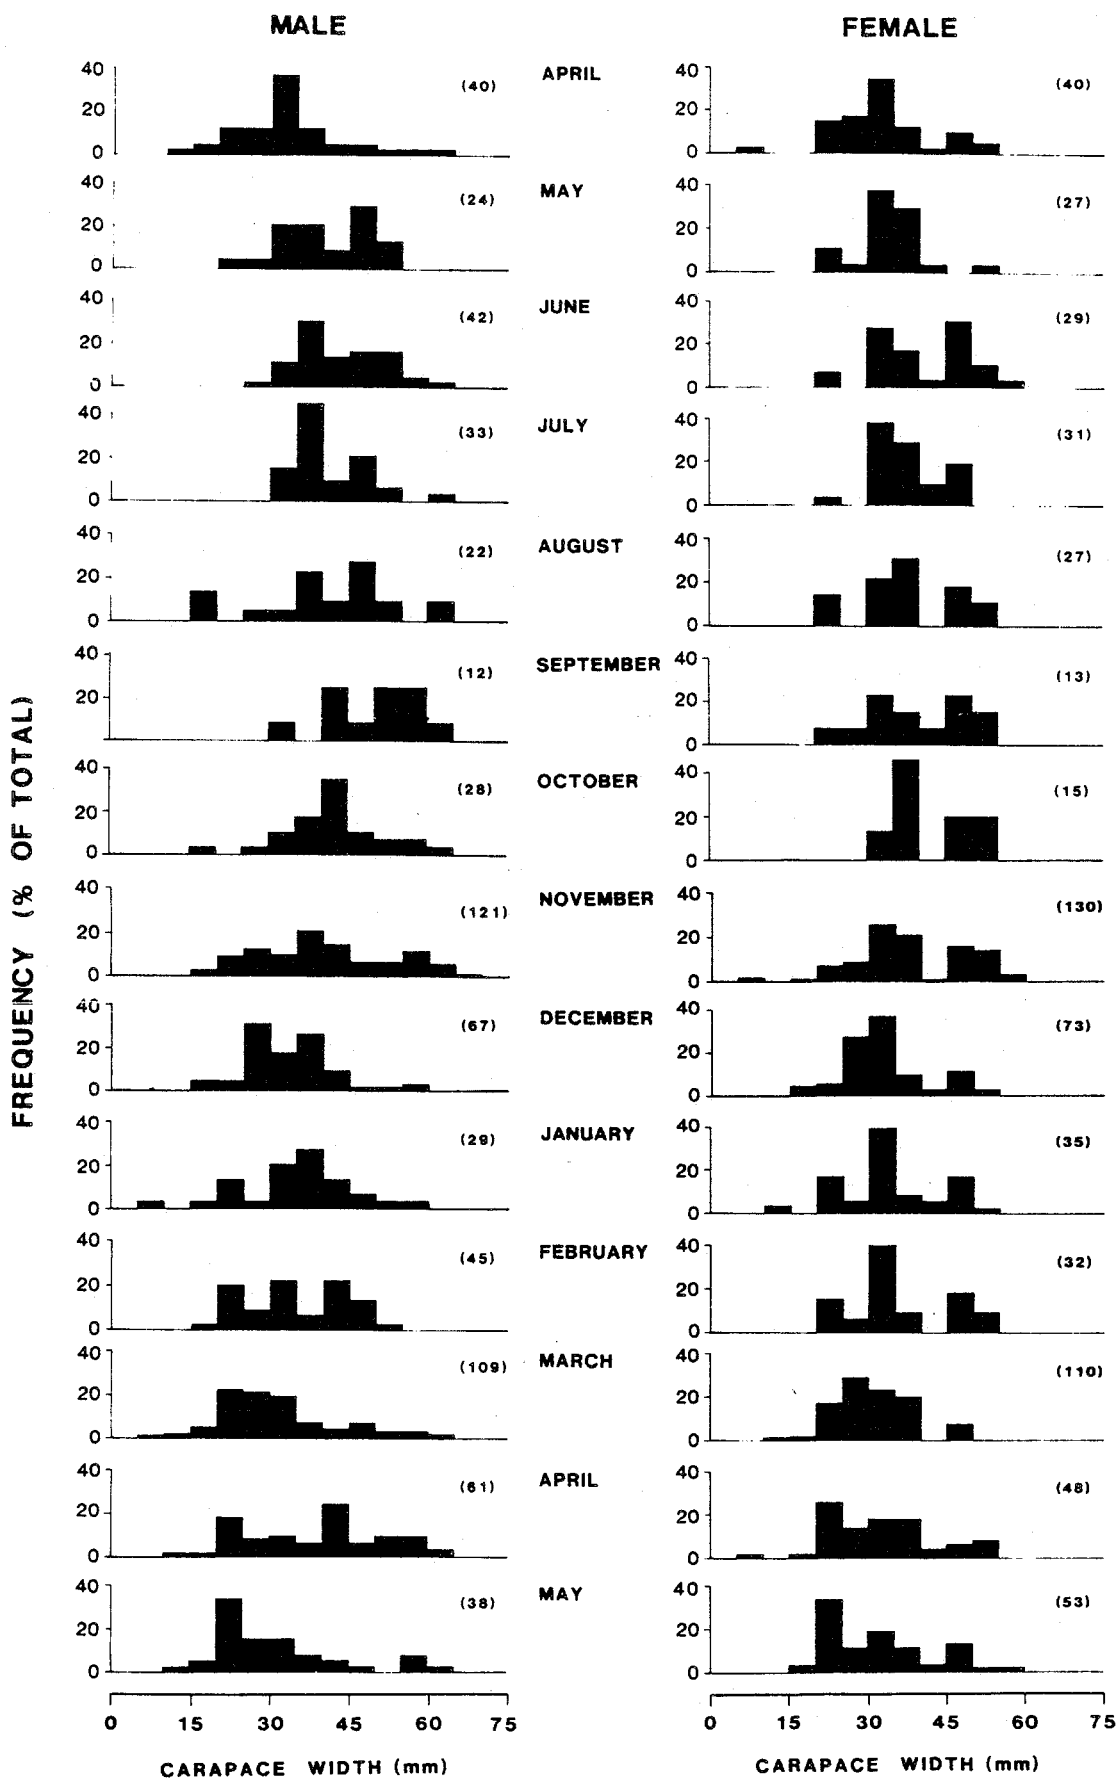 MALE FEMALE
40 (40) APRIL 40 (40)
20 20
0 0
40 (24) MAY 40 (27)
20 20
0 0
40 (42) JUNE 40 (29)
20 20
0 0
40 (33) JULY 40 (31)
20 20
0 0
40 (22) AUGUST 40 (27)
20 20
0 0
40 (12) SEPTEMBER 40 (13)
20 20
0
40 (28) OCTOBER 40 (15)
20 20
0 0
40 (121) NOVEMBER 40 (130)
20 20
0 0
40 (67) DECEMBER 40 (73)
20 20
0 0
40 (29) JANUARY 40 (35)
20 20
0 0
40 (45) FEBRUARY 40 (32)
20 20
0 0
40 (109) MARCH 40 (110)
20 20
0 0
40 (61) APRIL 40 (48)
20 20
0 0
40 (38) MAY 40 (53)
20 20
0 0
0 15 30 45 60 75 0 15 30 45 60 75
CARAPACE WIDTH (mm) CARAPACE WIDTH (mm)
FREQUENCY (% OF TOTAL)